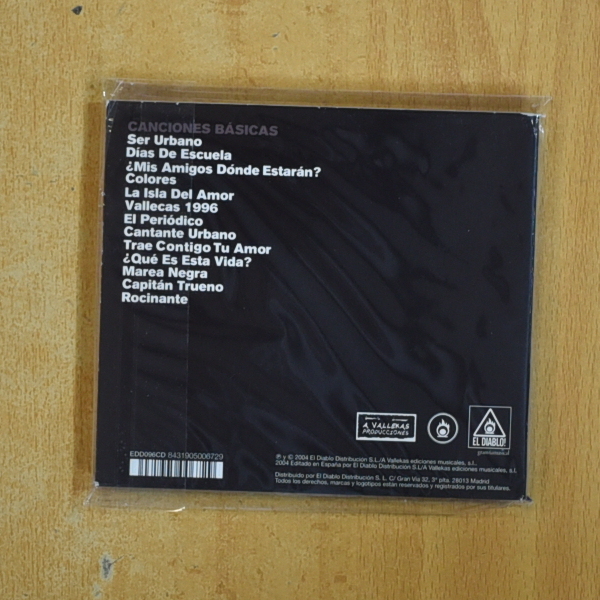 CANCIONES BÁSICAS
Ser Urbano
Días De Escuela
¿Mis Amigos Dónde Estarán?
Colores
La Isla Del Amor
Vallecas 1996
El Periódico
Cantante Urbano
Trae Contigo Tu Amor
¿Qué Es Esta Vida?
Marea Negra
Capitán Trueno
Rocinante
A VALLEKAS
PRODUCCIONES
EL DIABLO!
EDD096CD 8431905006729
℗ y © 2004 El Diablo Distribución S.L./A Vallekas ediciones musicales, s.l.
2004 Editado en España por El Diablo Distribución S.L/A Vallekas ediciones musicales, s.l.
Distribuido por El Diablo Distribución S. L. C/ Gran Vía 32, 3ª plta. 28013 Madrid
Todos los derechos, marcas y logotipos están reservados y registrados por sus titulares.